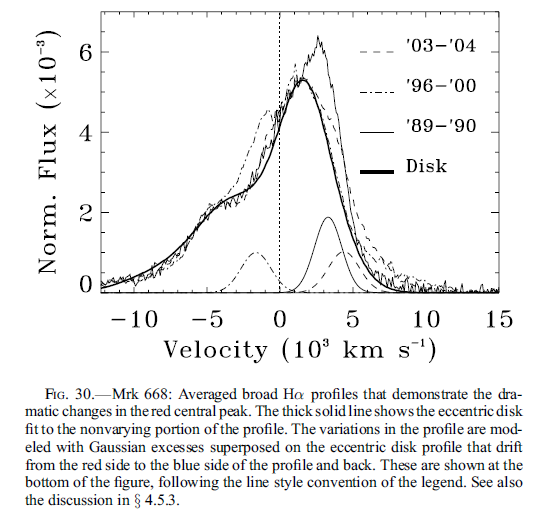 Norm. Flux (×10⁻³)
6
4
2
0
'03–'04
'96–'00
'89–'90
Disk
−10 −5 0 5 10 15
Velocity (10³ km s⁻¹)
FIG. 30.—Mrk 668: Averaged broad Hα profiles that demonstrate the dra-
matic changes in the red central peak. The thick solid line shows the eccentric disk
fit to the nonvarying portion of the profile. The variations in the profile are mod-
eled with Gaussian excesses superposed on the eccentric disk profile that drift
from the red side to the blue side of the profile and back. These are shown at the
bottom of the figure, following the line style convention of the legend. See also
the discussion in § 4.5.3.